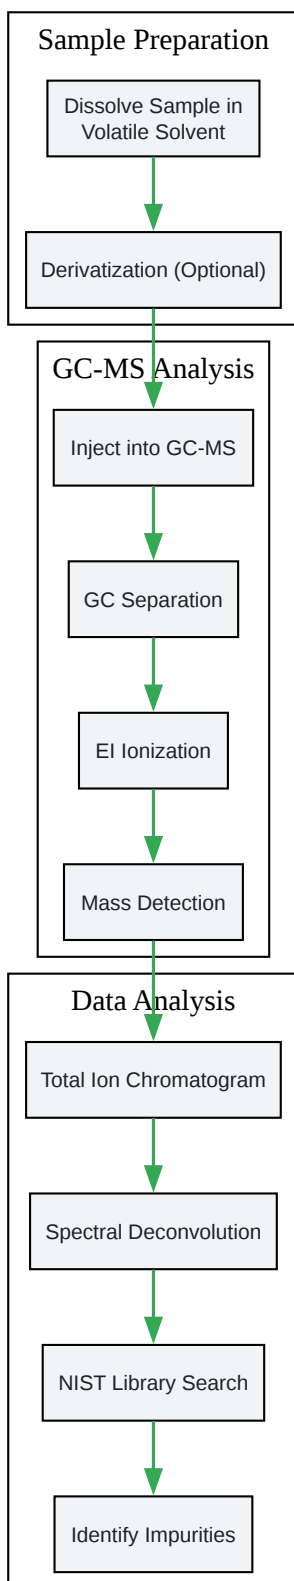 Sample Preparation
Dissolve Sample in
Volatile Solvent
Derivatization (Optional)
GC-MS Analysis
Inject into GC-MS
GC Separation
EI Ionization
Mass Detection
Data Analysis
Total Ion Chromatogram
Spectral Deconvolution
NIST Library Search
Identify Impurities